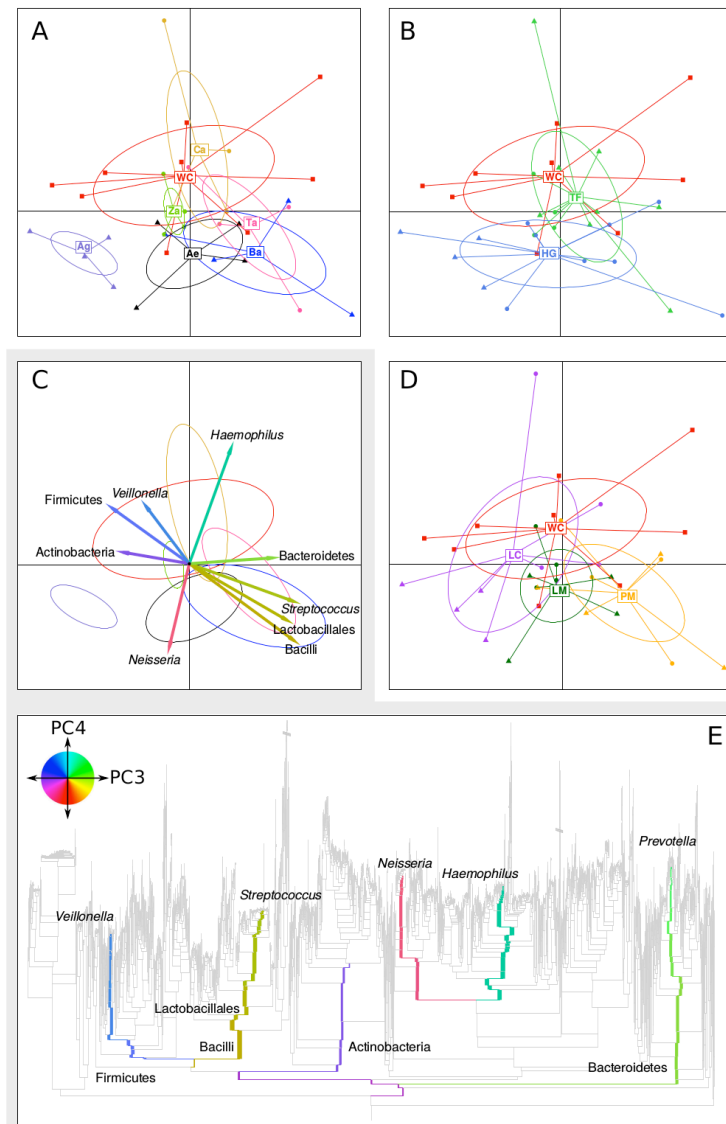 A
Ca
WC
Za
Ta
Ag
Ae
Ba
B
WC
TF
HG
C
Haemophilus
Veillonella
Firmicutes
Actinobacteria
Bacteroidetes
Streptococcus
Lactobacillales
Bacilli
Neisseria
D
WC
LC
LM
PM
E
PC4
PC3
Prevotella
Neisseria
Haemophilus
Streptococcus
Veillonella
Lactobacillales
Bacilli
Actinobacteria
Firmicutes
Bacteroidetes